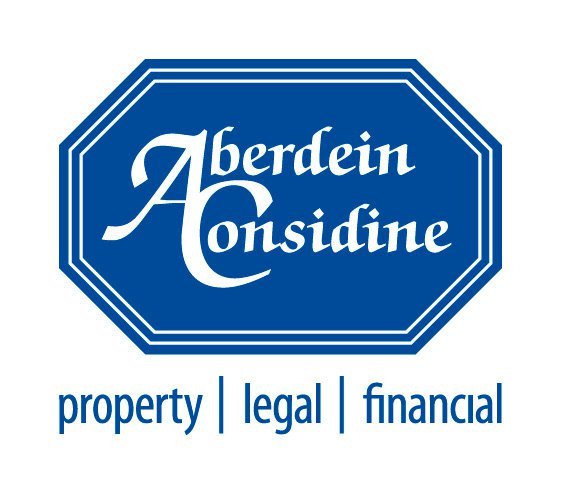 Aberdein
Considine
property | legal | financial